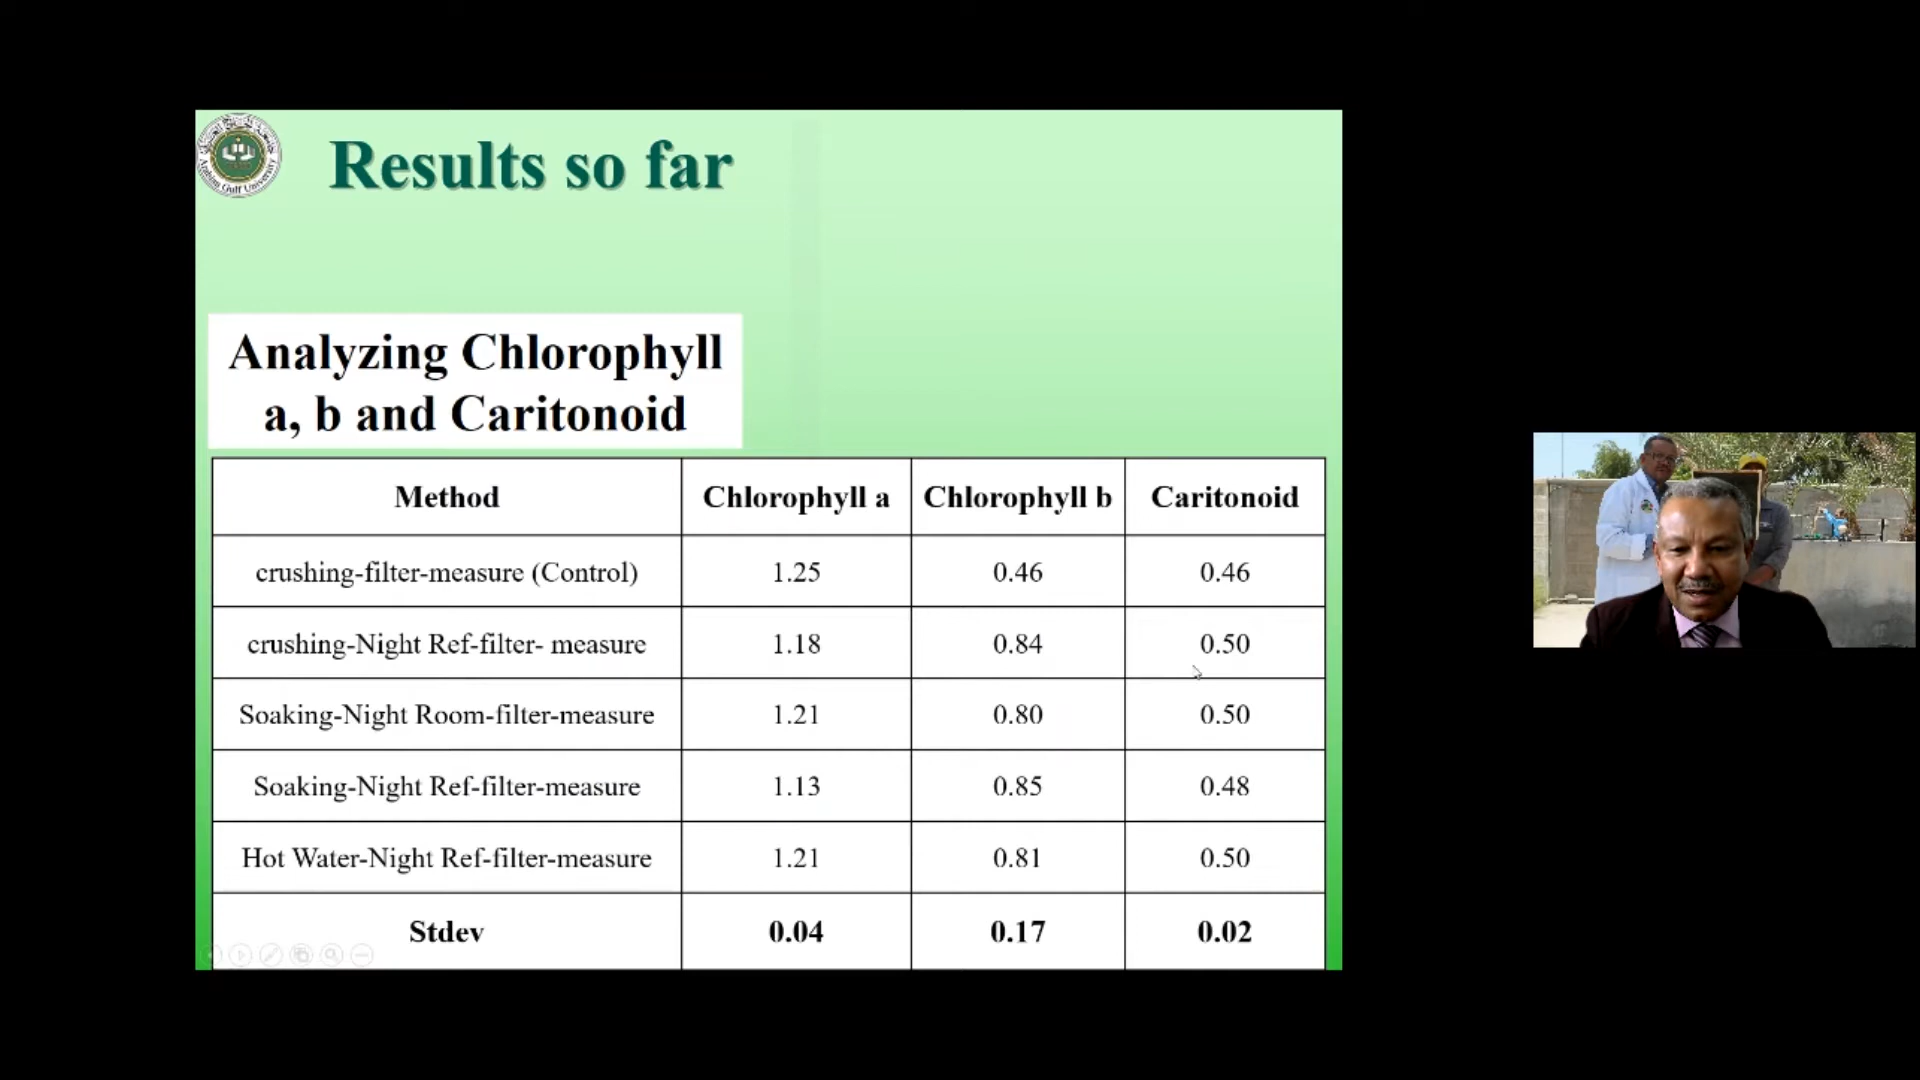 Arabian Gulf University
Results so far
Analyzing Chlorophyll
a, b and Caritonoid
Method Chlorophyll a Chlorophyll b Caritonoid
crushing-filter-measure (Control) 1.25 0.46 0.46
crushing-Night Ref-filter- measure 1.18 0.84 0.50
Soaking-Night Room-filter-measure 1.21 0.80 0.50
Soaking-Night Ref-filter-measure 1.13 0.85 0.48
Hot Water-Night Ref-filter-measure 1.21 0.81 0.50
Stdev 0.04 0.17 0.02